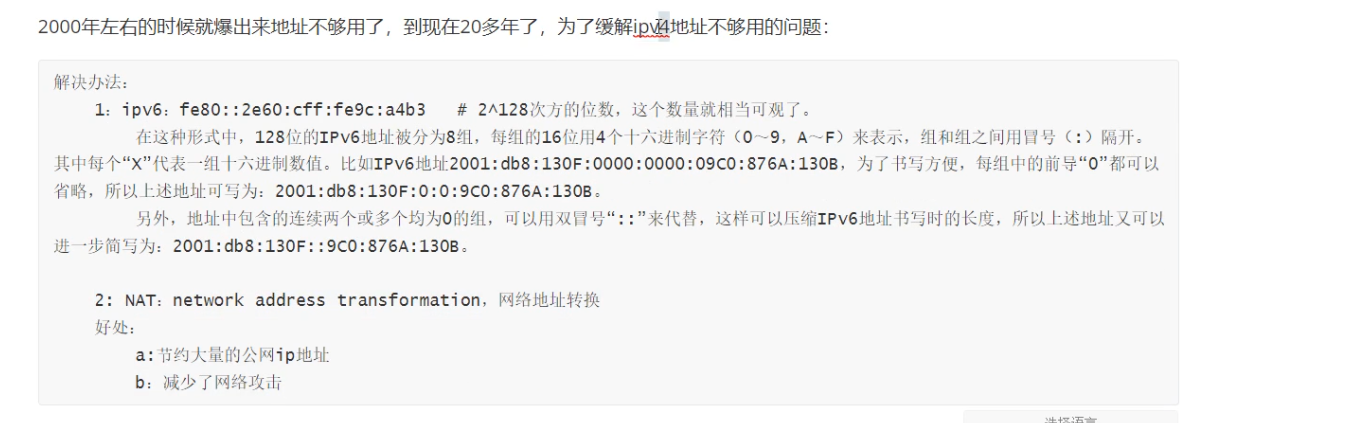 2000年左右的时候就爆出来地址不够用了，到现在20多年了，为了缓解ipv4地址不够用的问题：
解决办法：
1：ipv6：fe80::2e60:cff:fe9c:a4b3 # 2^128次方的位数，这个数量就相当可观了。
在这种形式中，128位的IPv6地址被分为8组，每组的16位用4个十六进制字符（0～9，A～F）来表示，组和组之间用冒号（:）隔开。
其中每个“X”代表一组十六进制数值。比如IPv6地址2001:db8:130F:0000:0000:09C0:876A:130B，为了书写方便，每组中的前导“0”都可以
省略，所以上述地址可写为：2001:db8:130F:0:0:9C0:876A:130B。
另外，地址中包含的连续两个或多个均为0的组，可以用双冒号“::”来代替，这样可以压缩IPv6地址书写时的长度，所以上述地址又可以
进一步简写为：2001:db8:130F::9C0:876A:130B。
2: NAT：network address transformation，网络地址转换
好处：
a:节约大量的公网ip地址
b：减少了网络攻击
选择语言